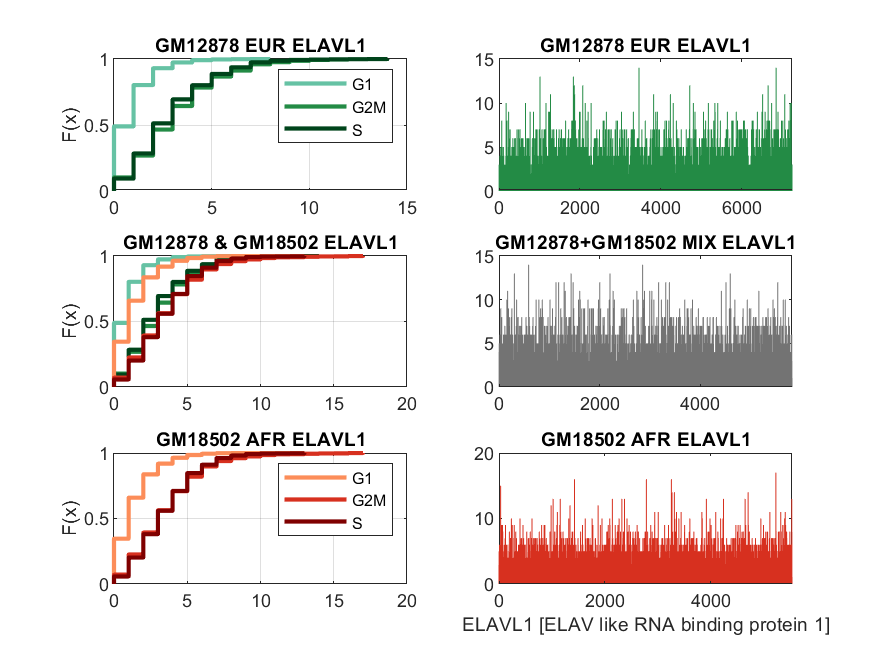 GM12878 EUR ELAVL1
F(x)
1
0.5
0
0 5 10 15
G1
G2M
S
GM12878 EUR ELAVL1
15
10
5
0
0 2000 4000 6000
GM12878 & GM18502 ELAVL1
F(x)
1
0.5
0
0 5 10 15 20
GM12878+GM18502 MIX ELAVL1
15
10
5
0
0 2000 4000
GM18502 AFR ELAVL1
F(x)
1
0.5
0
0 5 10 15 20
G1
G2M
S
GM18502 AFR ELAVL1
20
10
0
0 2000 4000
ELAVL1 [ELAV like RNA binding protein 1]